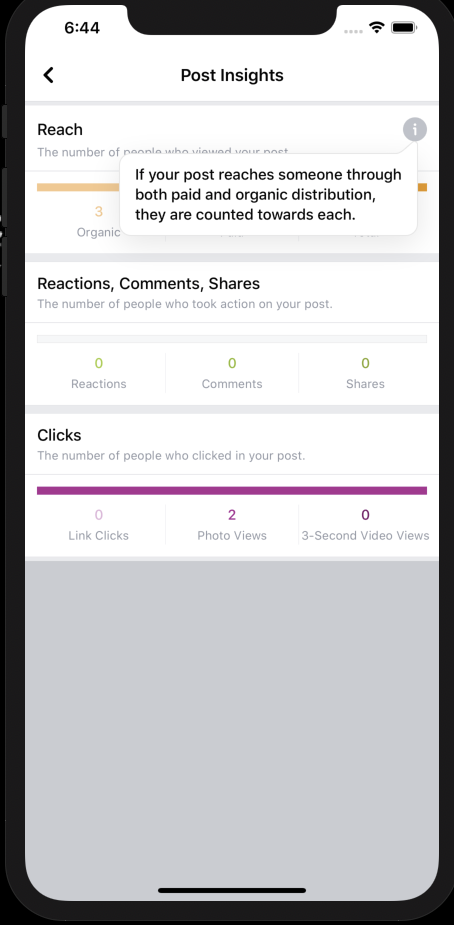 6:44
Post Insights
Reach
The number of people who viewed your post.
If your post reaches someone through
both paid and organic distribution,
they are counted towards each.
3
Organic
Reactions, Comments, Shares
The number of people who took action on your post.
0 0 0
Reactions Comments Shares
Clicks
The number of people who clicked in your post.
0 2 0
Link Clicks Photo Views 3-Second Video Views